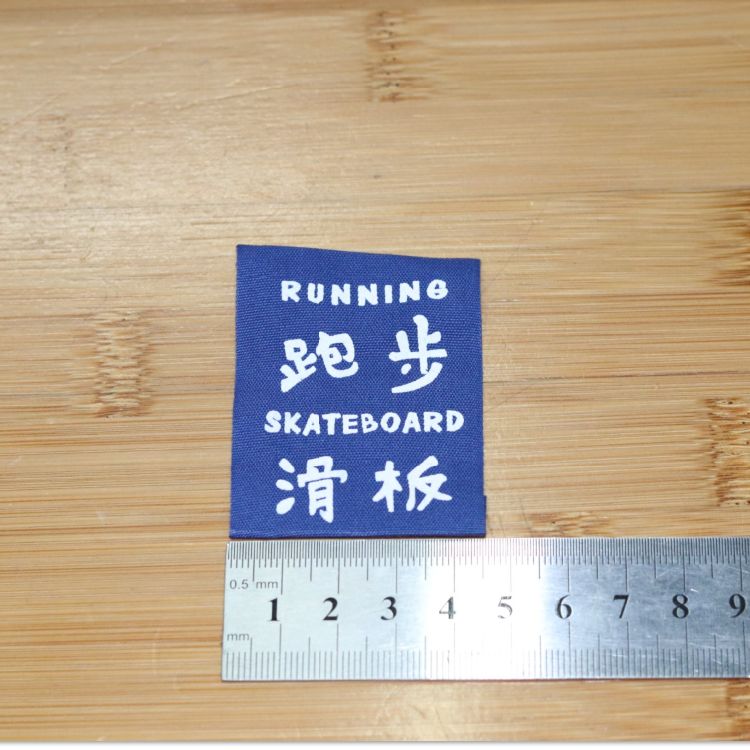 RUNNING
跑步
SKATEBOARD
滑板
0.5 mm
1 2 3 4 5 6 7 8 9
mm